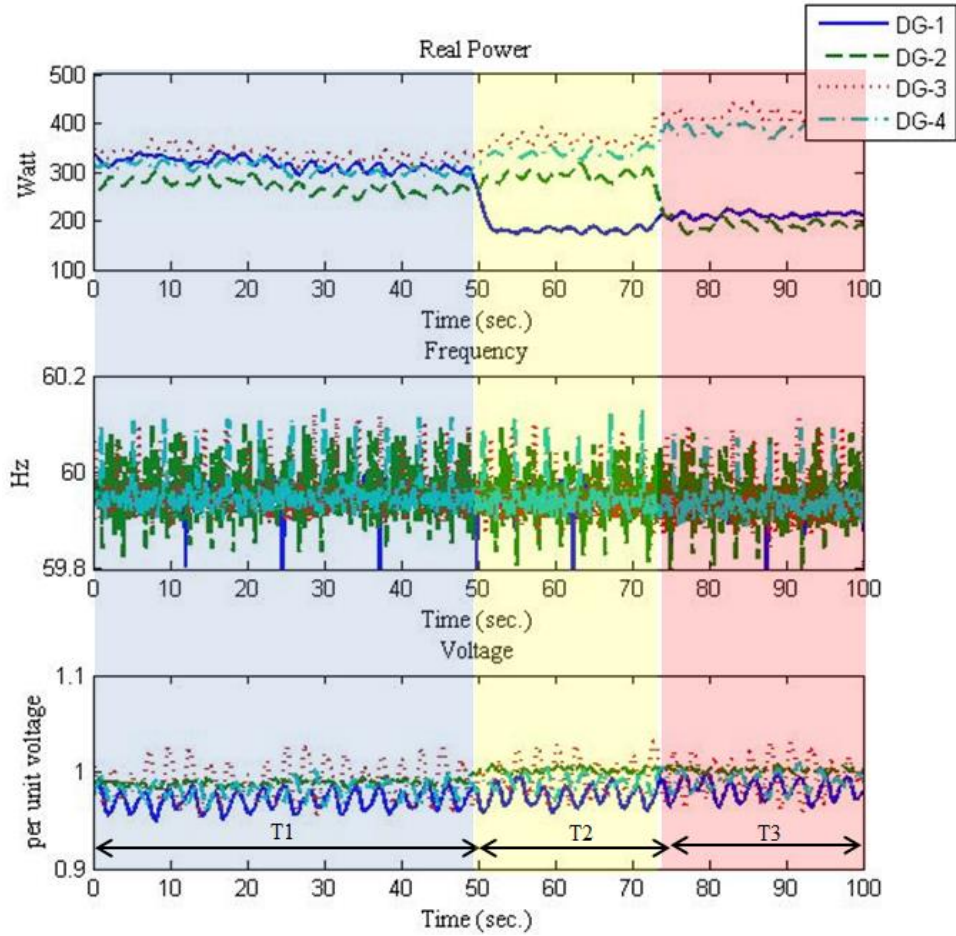 DG-1
DG-2
DG-3
DG-4
Real Power
500
400
300
200
100
Watt
0 10 20 30 40 50 60 70 80 90 100
Time (sec.)
Frequency
60.2
60
59.8
Hz
0 10 20 30 40 50 60 70 80 90 100
Time (sec.)
Voltage
1.1
1
0.9
per unit voltage
T1 T2 T3
0 10 20 30 40 50 60 70 80 90 100
Time (sec.)